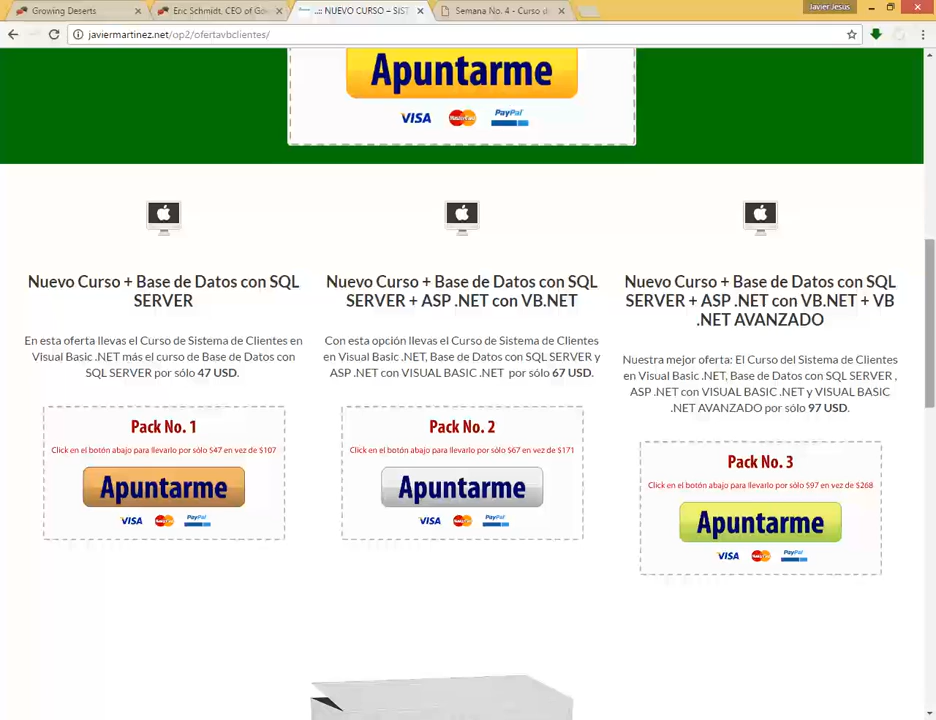 Growing Deserts
Eric Schmidt, CEO of Go
..:: NUEVO CURSO – SIST
Semana No. 4 - Curso d
Javier Jesús
javiermartinez.net/op2/ofertavbclientes/
Apuntarme
VISA MasterCard PayPal
Nuevo Curso + Base de Datos con SQL
SERVER
En esta oferta llevas el Curso de Sistema de Clientes en
Visual Basic .NET más el curso de Base de Datos con
SQL SERVER por sólo 47 USD.
Pack No. 1
Click en el botón abajo para llevarlo por sólo $47 en vez de $107
Apuntarme
VISA MasterCard PayPal
Nuevo Curso + Base de Datos con SQL
SERVER + ASP .NET con VB.NET
Con esta opción llevas el Curso de Sistema de Clientes
en Visual Basic .NET, Base de Datos con SQL SERVER y
ASP .NET con VISUAL BASIC .NET por sólo 67 USD.
Pack No. 2
Click en el botón abajo para llevarlo por sólo $67 en vez de $171
Apuntarme
VISA MasterCard PayPal
Nuevo Curso + Base de Datos con SQL
SERVER + ASP .NET con VB.NET + VB
.NET AVANZADO
Nuestra mejor oferta: El Curso del Sistema de Clientes
en Visual Basic .NET, Base de Datos con SQL SERVER ,
ASP .NET con VISUAL BASIC .NET y VISUAL BASIC
.NET AVANZADO por sólo 97 USD.
Pack No. 3
Click en el botón abajo para llevarlo por sólo $97 en vez de $268
Apuntarme
VISA MasterCard PayPal